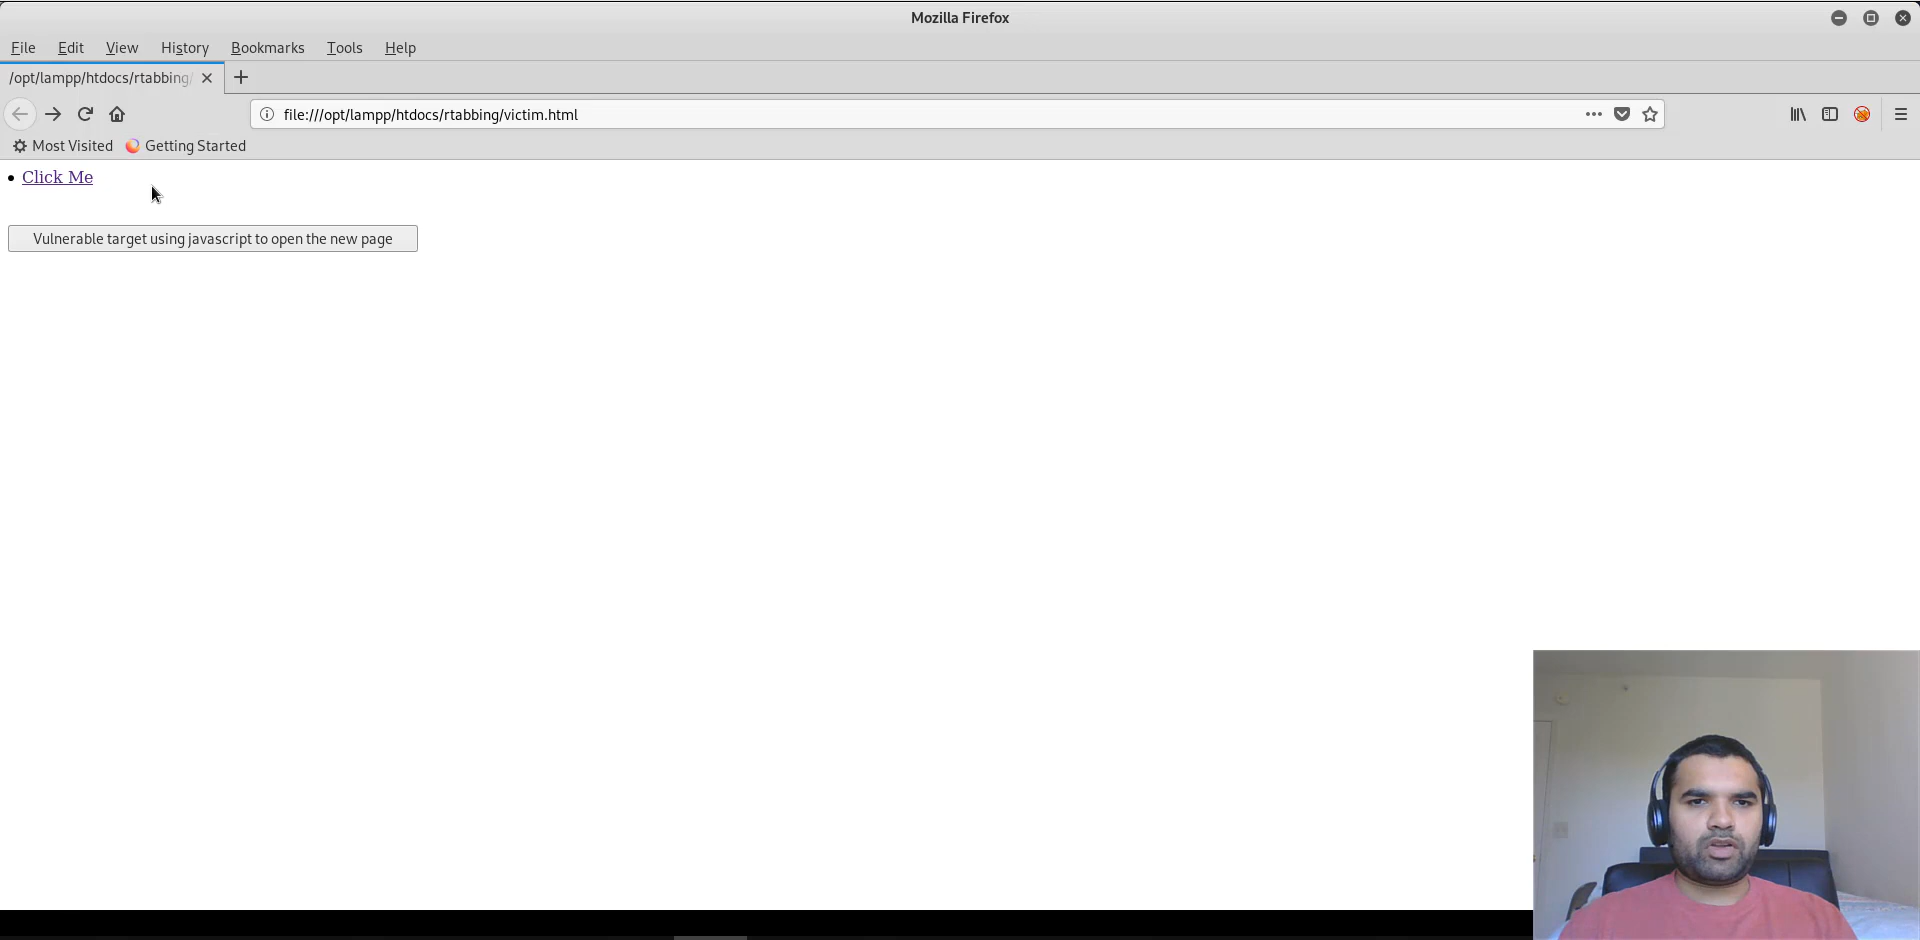 Mozilla Firefox
File Edit View History Bookmarks Tools Help
/opt/lampp/htdocs/rtabbing/
file:///opt/lampp/htdocs/rtabbing/victim.html
Most Visited Getting Started
Click Me
Vulnerable target using javascript to open the new page